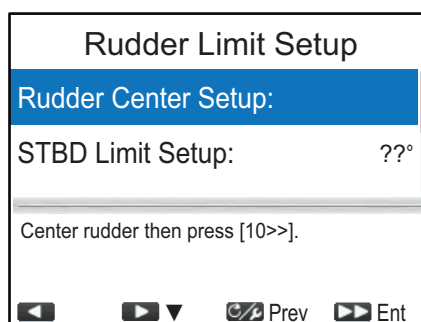 Rudder Limit Setup
Rudder Center Setup:
STBD Limit Setup: ??°
Center rudder then press [10>>].
◀ ▶ ▼ C/ Prev ▶▶ Ent